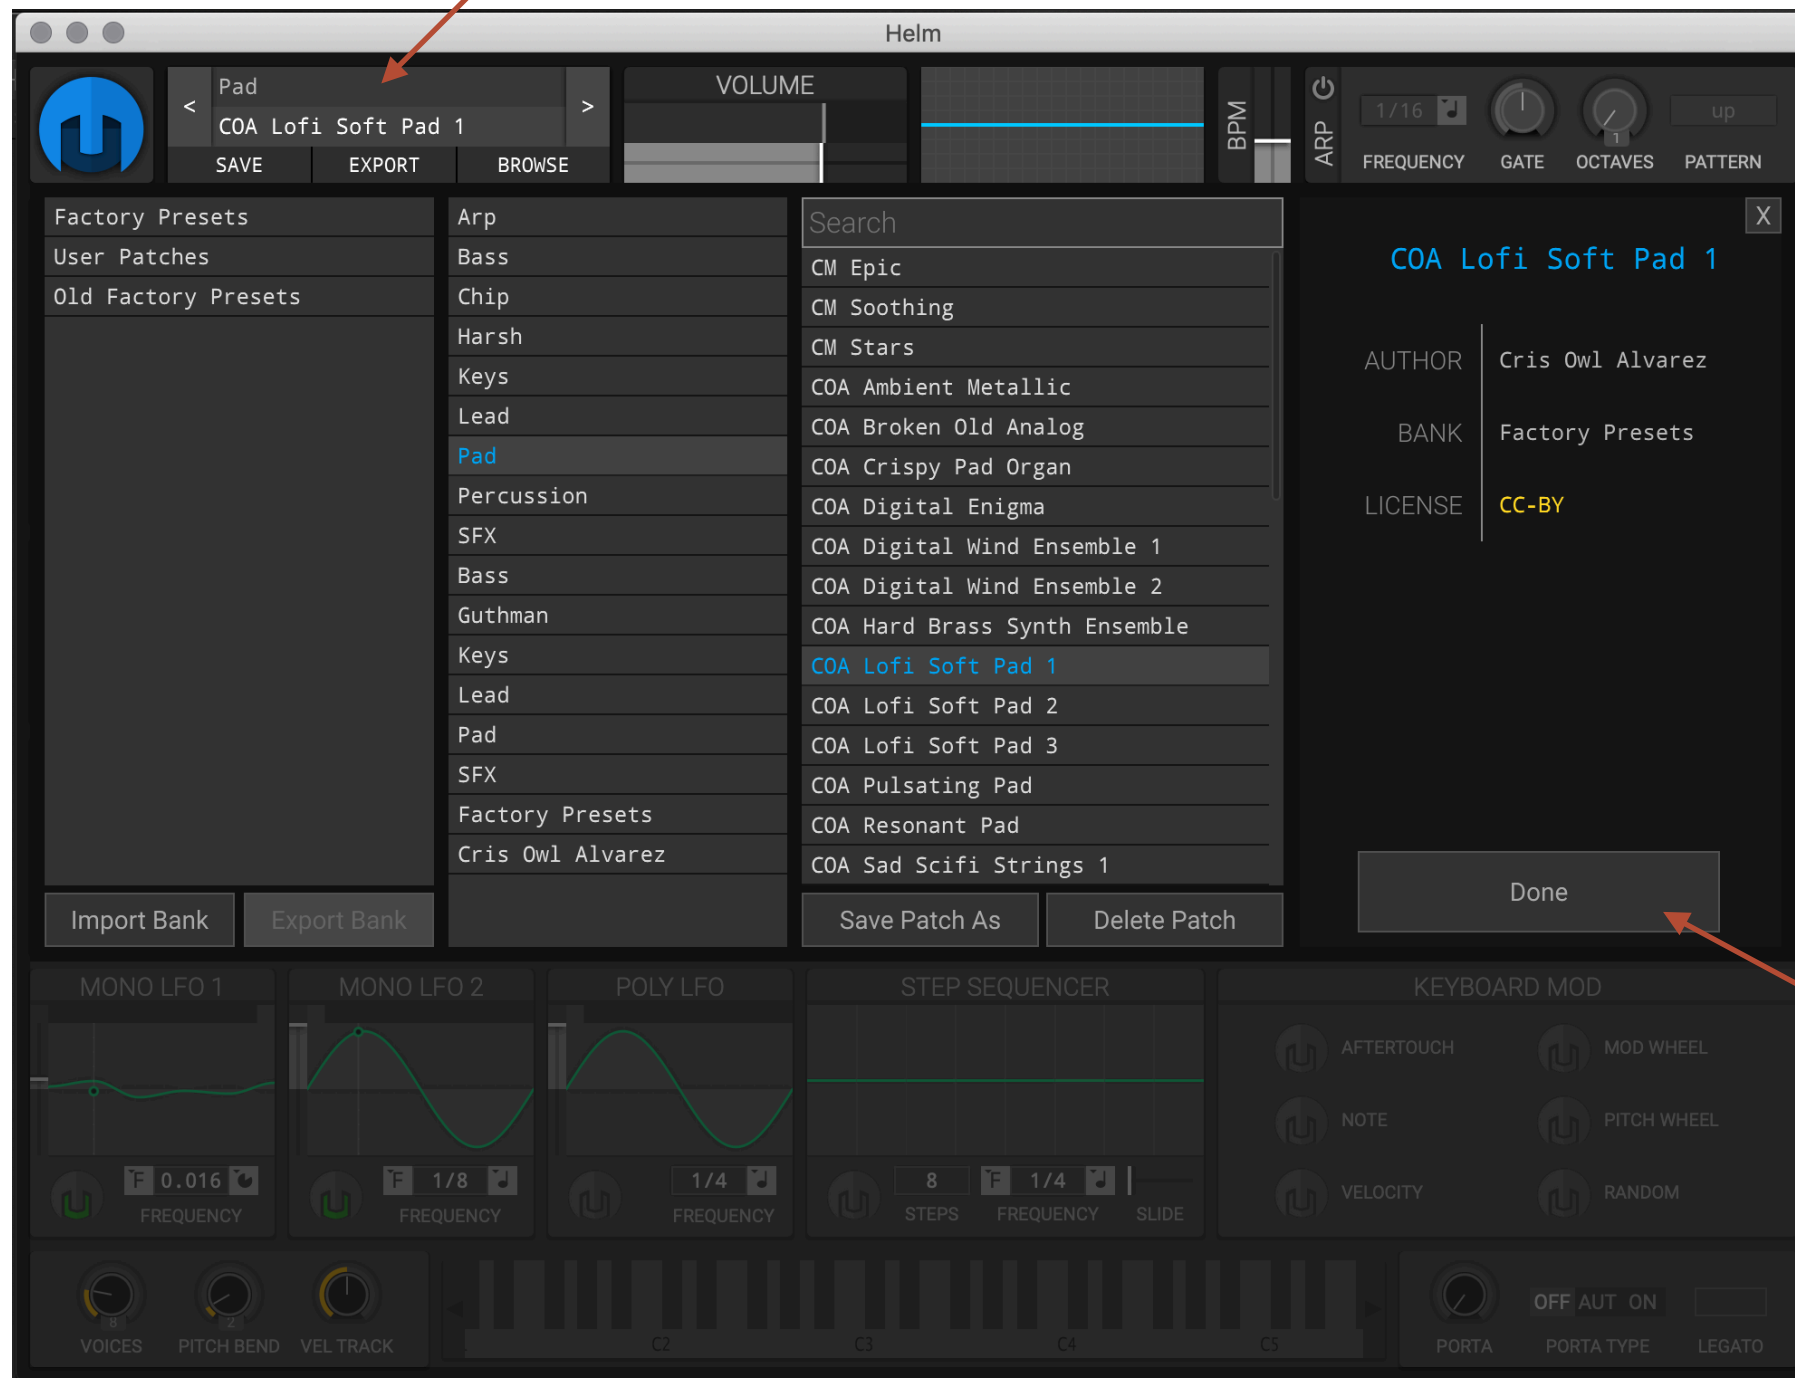 Helm
Pad
<
>
COA Lofi Soft Pad 1
SAVE
EXPORT
BROWSE
VOLUME
BPM
ARP
1/16
FREQUENCY
GATE
1
OCTAVES
up
PATTERN
Factory Presets
User Patches
Old Factory Presets
Import Bank
Export Bank
Arp
Bass
Chip
Harsh
Keys
Lead
Pad
Percussion
SFX
Bass
Guthman
Keys
Lead
Pad
SFX
Factory Presets
Cris Owl Alvarez
Search
CM Epic
CM Soothing
CM Stars
COA Ambient Metallic
COA Broken Old Analog
COA Crispy Pad Organ
COA Digital Enigma
COA Digital Wind Ensemble 1
COA Digital Wind Ensemble 2
COA Hard Brass Synth Ensemble
COA Lofi Soft Pad 1
COA Lofi Soft Pad 2
COA Lofi Soft Pad 3
COA Pulsating Pad
COA Resonant Pad
COA Sad Scifi Strings 1
Save Patch As
Delete Patch
X
COA Lofi Soft Pad 1
AUTHOR Cris Owl Alvarez
BANK Factory Presets
LICENSE CC-BY
Done
MONO LFO 1
F 0.016
FREQUENCY
MONO LFO 2
F 1/8
FREQUENCY
POLY LFO
1/4
FREQUENCY
STEP SEQUENCER
8
STEPS
F 1/4
FREQUENCY
SLIDE
KEYBOARD MOD
AFTERTOUCH
MOD WHEEL
NOTE
PITCH WHEEL
VELOCITY
RANDOM
8
VOICES
2
PITCH BEND
VEL TRACK
C2
C3
C4
C5
PORTA
OFF AUT ON
PORTA TYPE
LEGATO